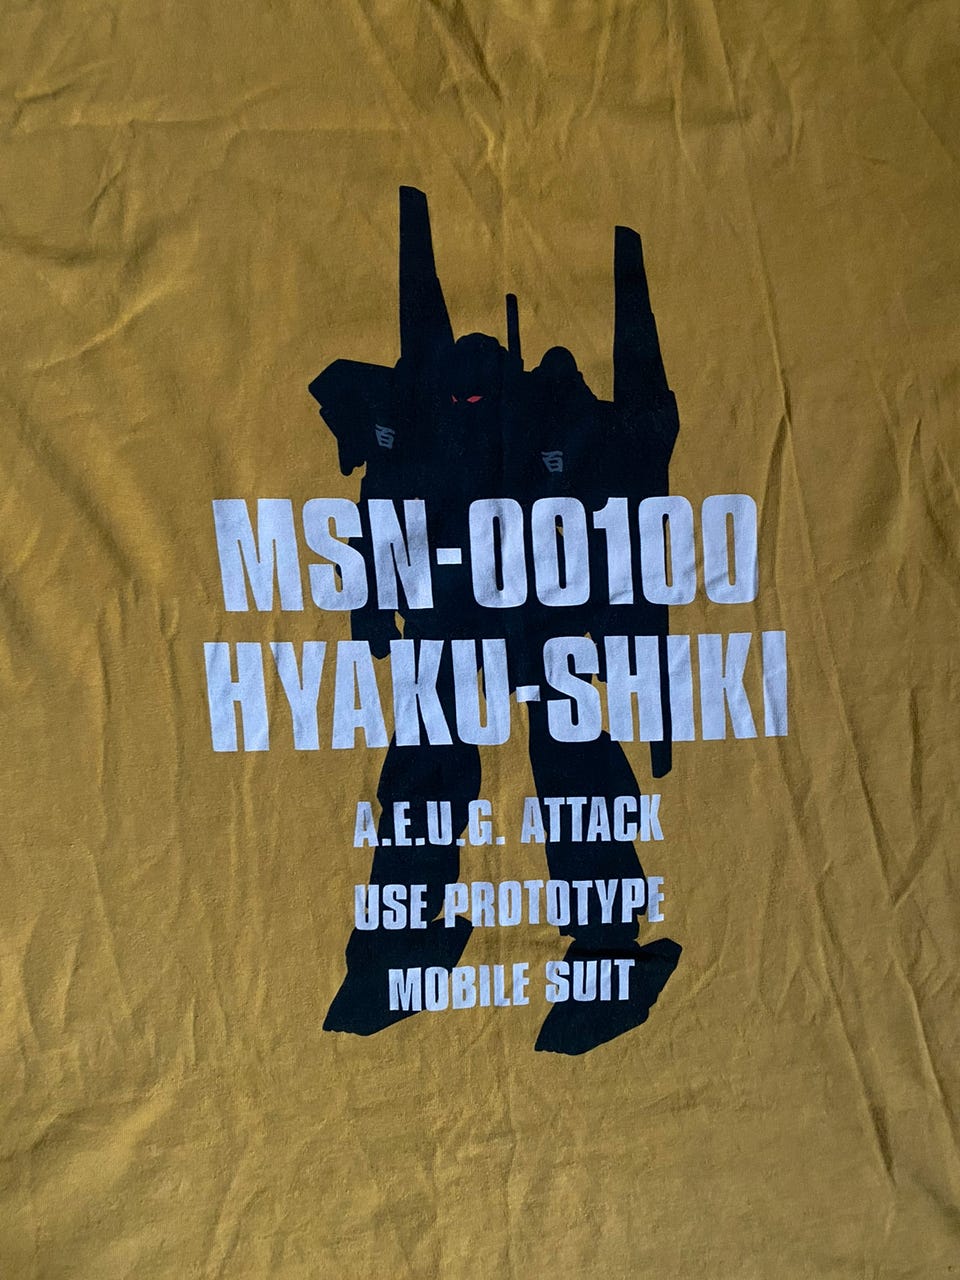 百
百
MSN-00100
HYAKU-SHIKI
A.E.U.G. ATTACK
USE PROTOTYPE
MOBILE SUIT